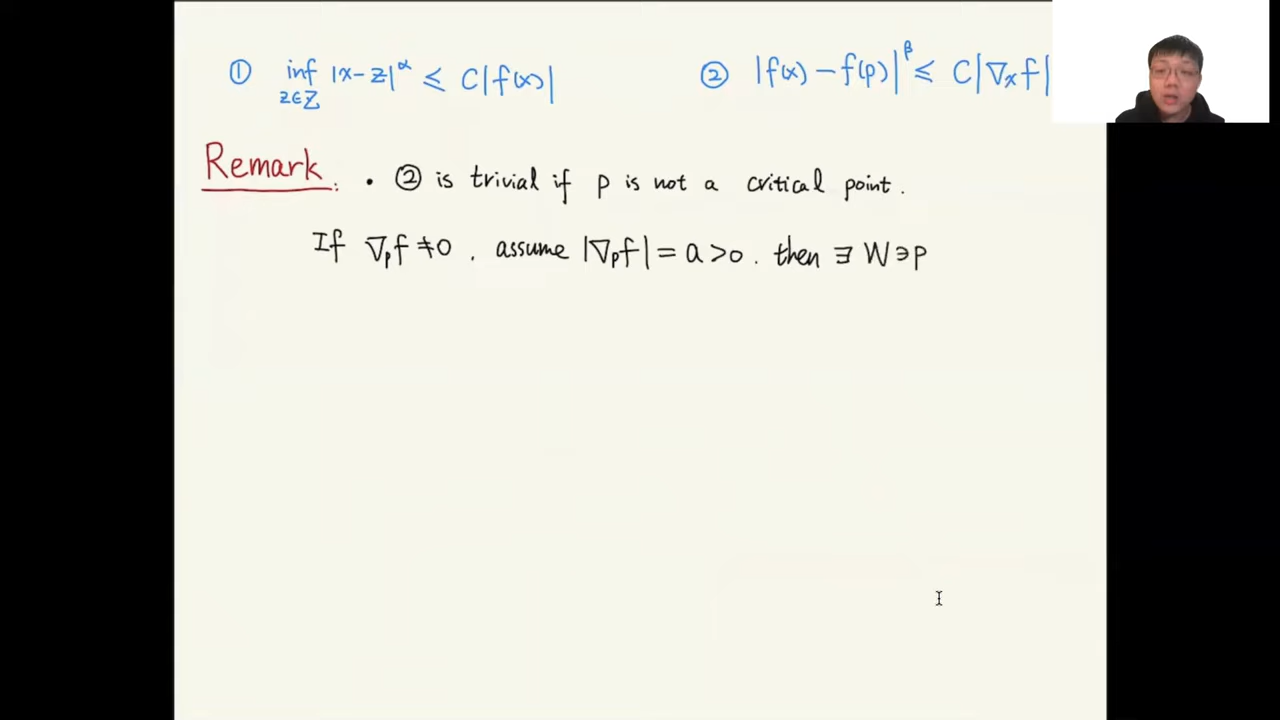 ① inf z∈Z |x-z|^α ≤ C|f(x)| ② |f(x) - f(p)|^β ≤ C|∇ₓf|
Remark: · ② is trivial if p is not a critical point.
If ∇ₚf ≠ 0, assume |∇ₚf| = a > 0. then ∃ W∋p